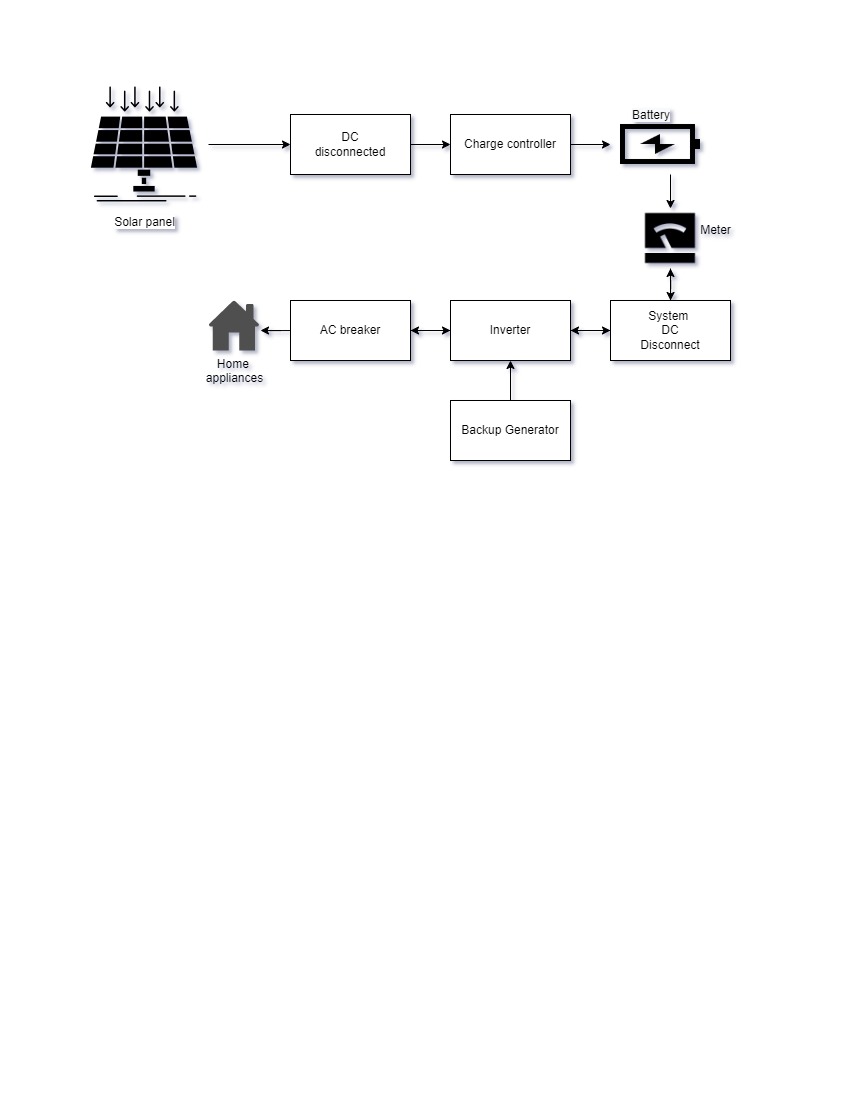 Battery
DC
disconnected
Charge controller
Solar panel
Meter
Home
appliances
AC breaker
Inverter
System
DC
Disconnect
Backup Generator